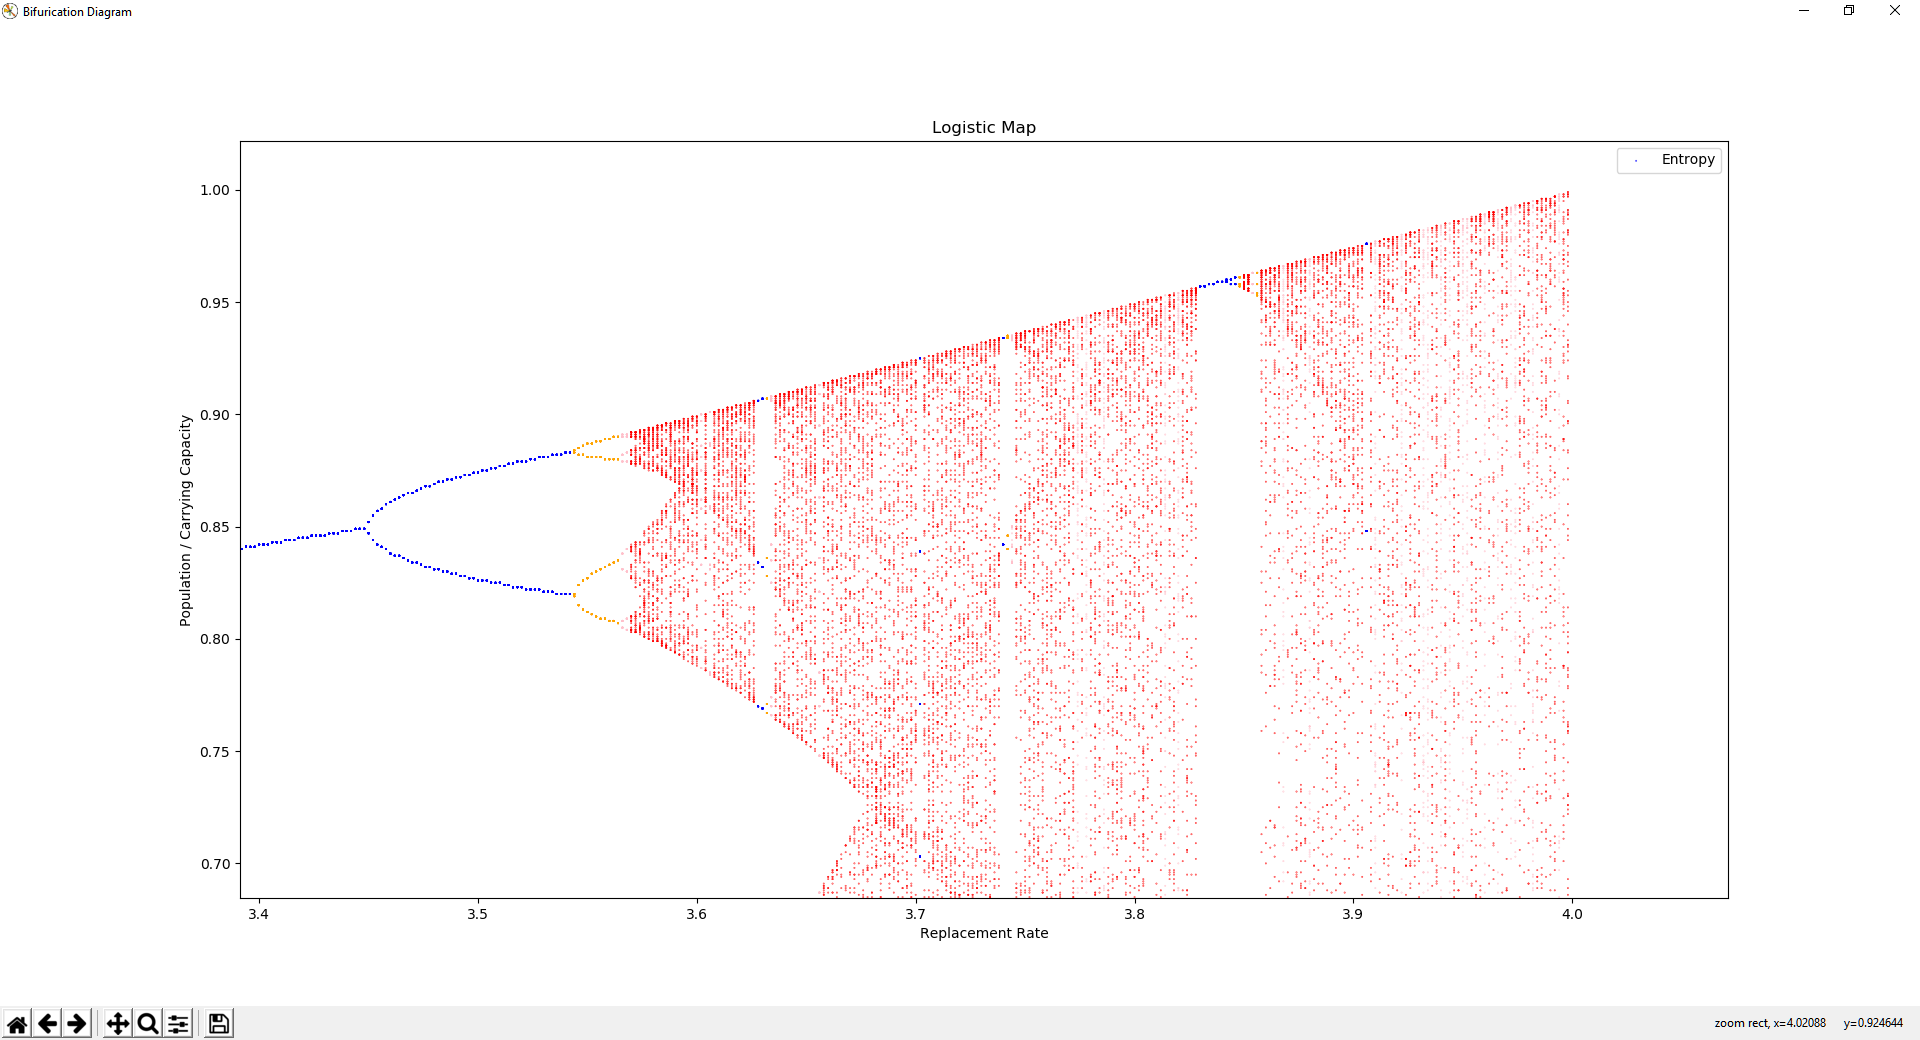 Bifurication Diagram
Logistic Map
Entropy
1.00
0.95
0.90
0.85
0.80
0.75
0.70
Population / Carrying Capacity
3.4 3.5 3.6 3.7 3.8 3.9 4.0
Replacement Rate
zoom rect, x=4.02088 y=0.924644